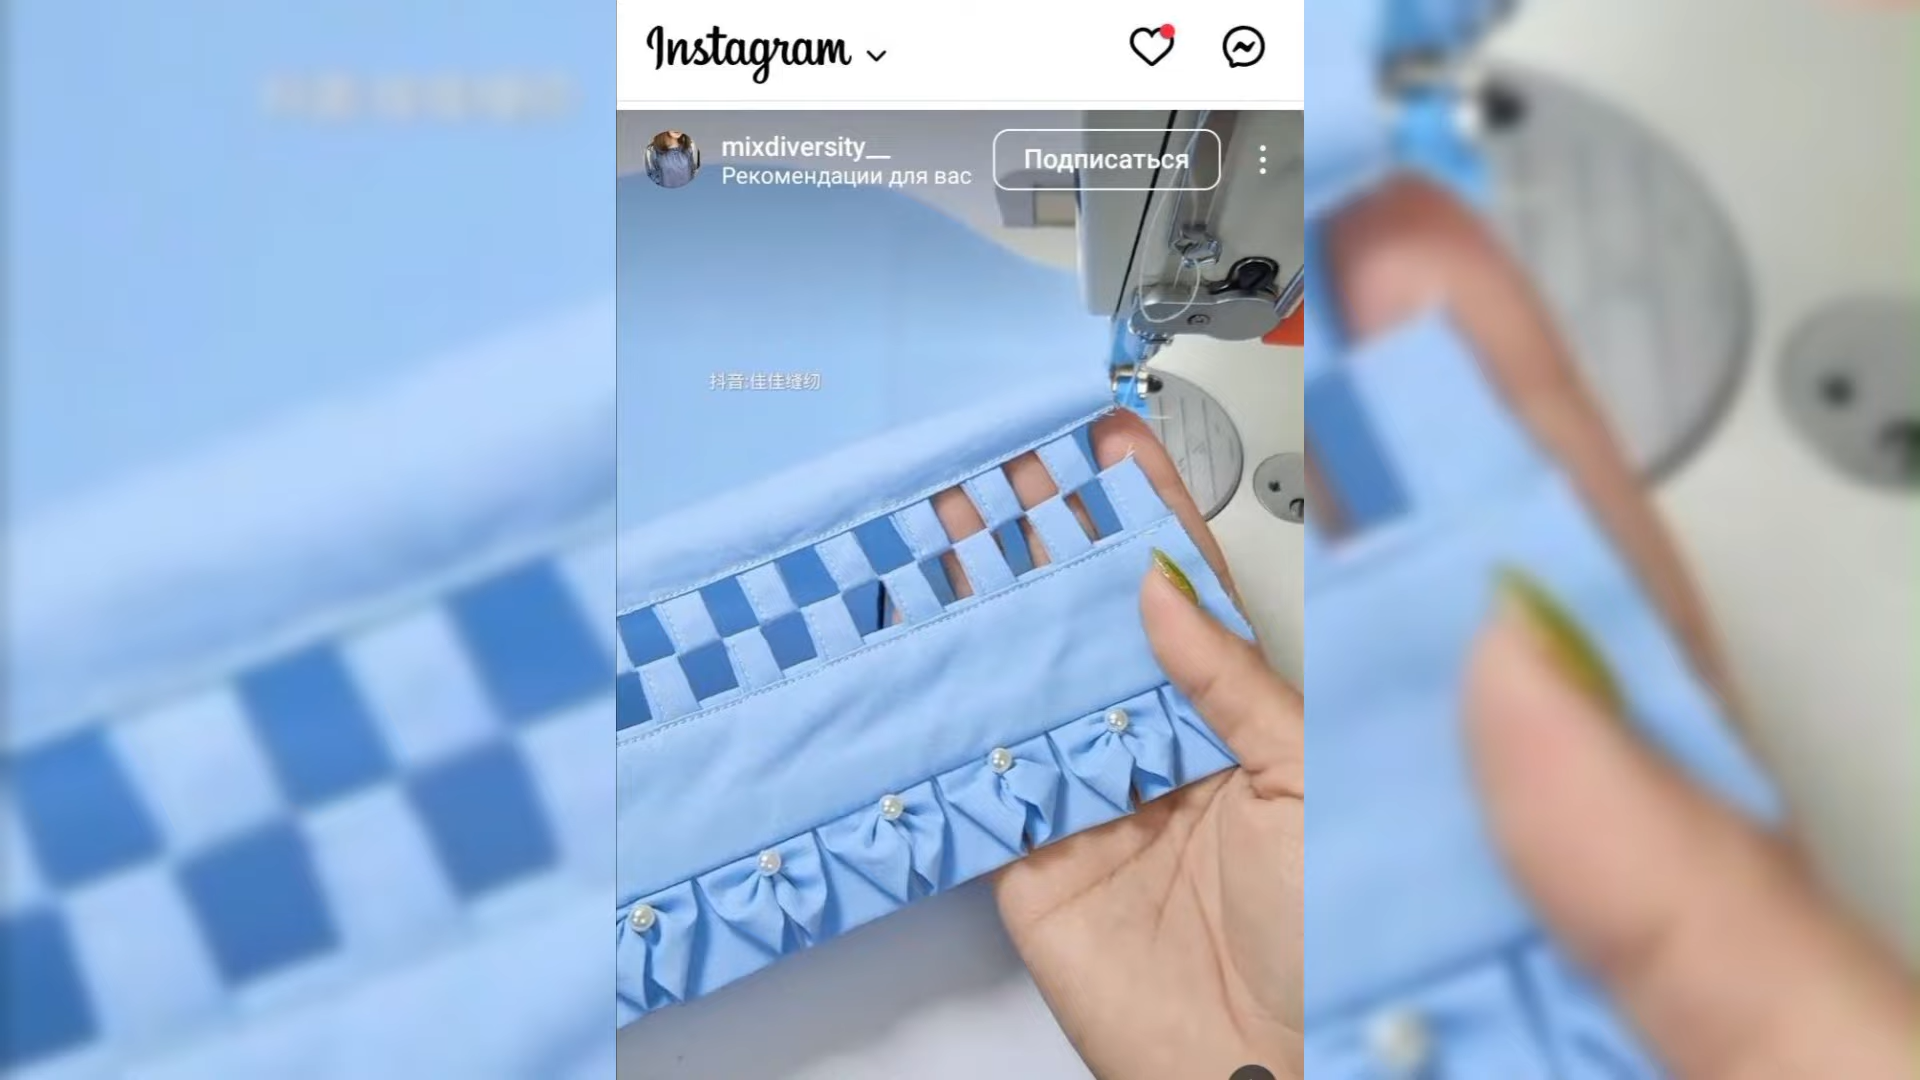 Instagram
mixdiversity__
Рекомендации для вас
Подписаться
抖音:佳佳缝纫